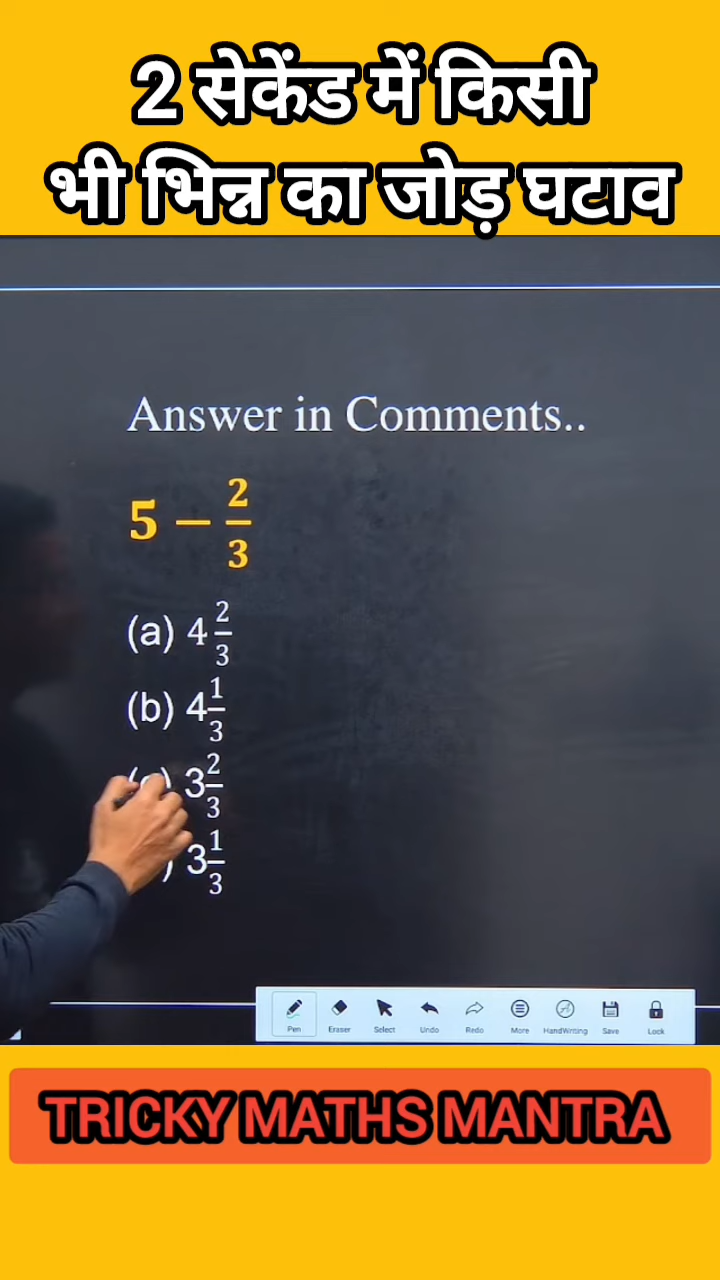 2 सेकेंड में किसी
भी भिन्न का जोड़ घटाव
Answer in Comments..
5 − 2/3
(a) 4 2/3
(b) 4 1/3
3 2/3
) 3 1/3
Pen Eraser Select Undo Redo More HandWriting Save Lock
TRICKY MATHS MANTRA